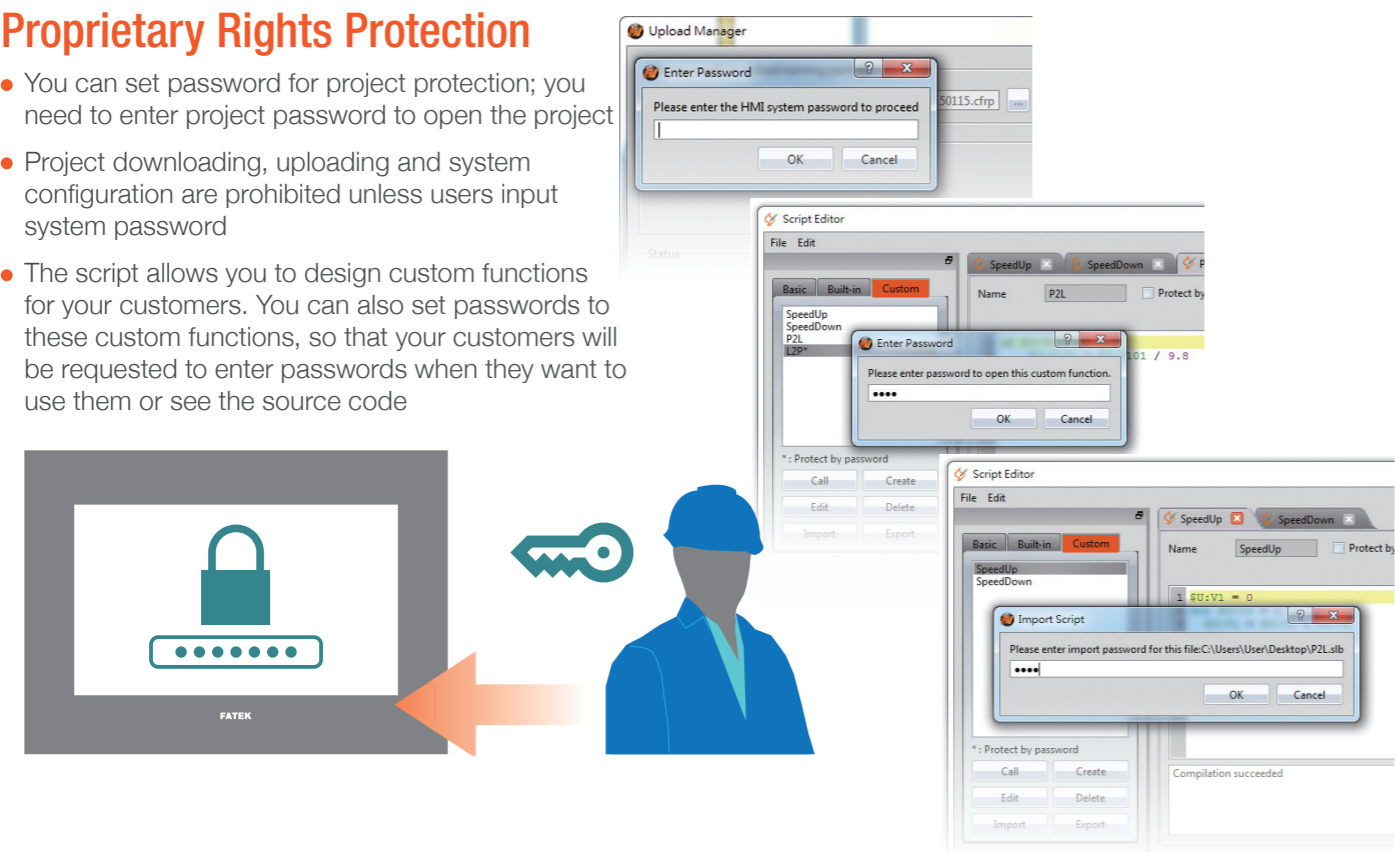 Proprietary Rights Protection
You can set password for project protection; you
need to enter project password to open the project
Project downloading, uploading and system
configuration are prohibited unless users input
system password
The script allows you to design custom functions
for your customers. You can also set passwords to
these custom functions, so that your customers will
be requested to enter passwords when they want to
use them or see the source code
FATEK
Upload Manager
Enter Password
Please enter the HMI system password to proceed
50115.cfrp ...
OK Cancel
Status
Script Editor
File Edit
SpeedUp SpeedDown
Basic Built-in Custom
Name P2L Protect by
SpeedUp
SpeedDown
P2L
L2P*
Enter Password
101 / 9.8
Please enter password to open this custom function.
OK Cancel
* : Protect by password
Call Create
Edit Delete
Import Export
Script Editor
File Edit
SpeedUp SpeedDown
Basic Built-in Custom
Name SpeedUp Protect by
SpeedUp
SpeedDown
1 $U:V1 = 0
Import Script
Please enter import password for this file:C:\Users\User\Desktop\P2L.slb
OK Cancel
* : Protect by password
Call Create
Edit Delete
Import Export
Compilation succeeded